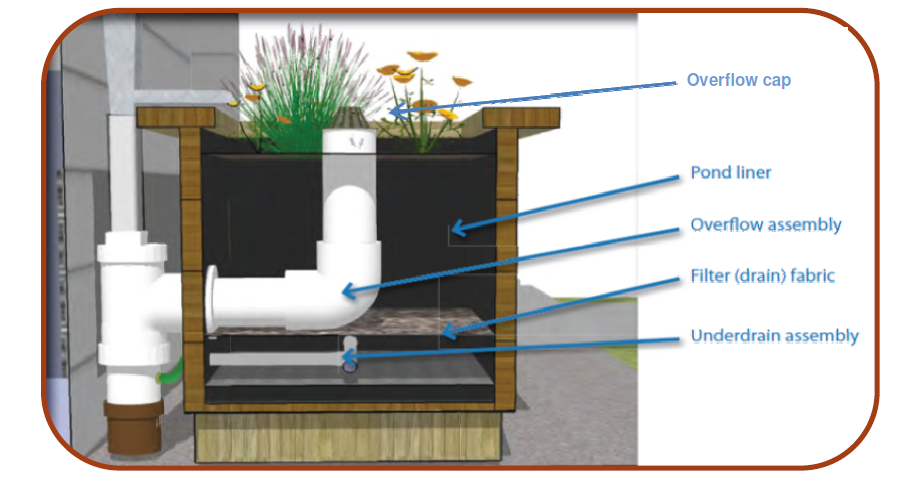 Overflow cap
Pond liner
Overflow assembly
Filter (drain) fabric
Underdrain assembly